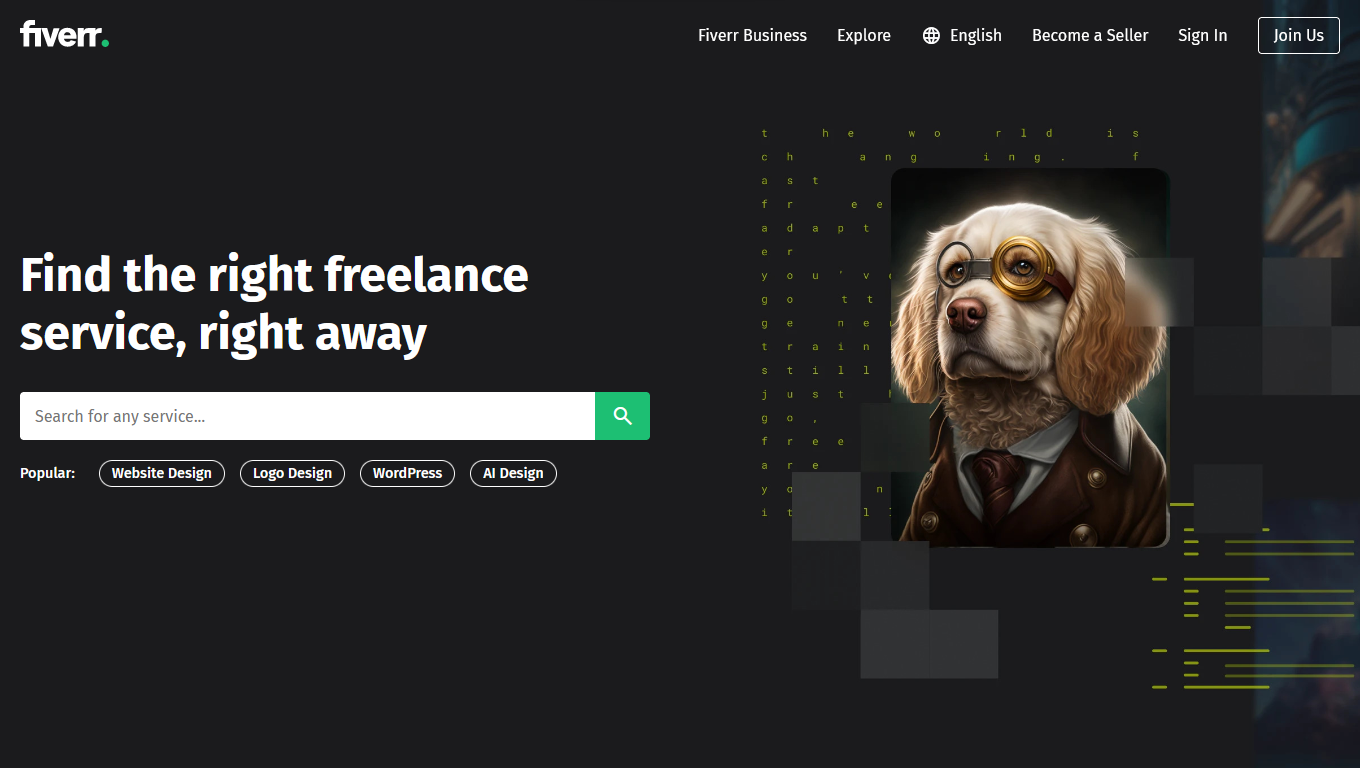 fiverr.
Fiverr Business
Explore
English
Become a Seller
Sign In
Join Us
Find the right freelance
service, right away
Search for any service...
Popular:
Website Design
Logo Design
WordPress
AI Design
t h e w o r l d i s
c h a n g i n g . f
a s t
f r e e
a d a p t
e r
y o u ' v
g o t t
g e n e
t r a i n
s t i l l
j u s t
g o ,
f r e e
a r e
y o n
i t l l